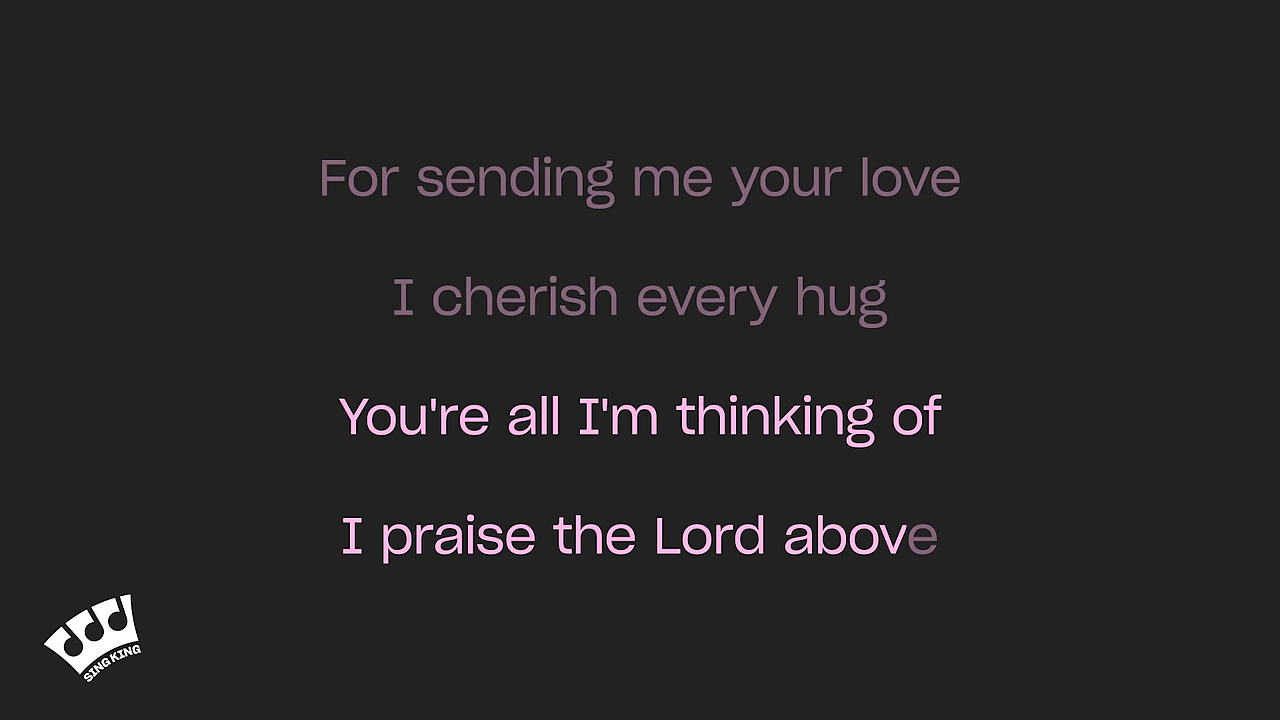 For sending me your love
I cherish every hug
You're all I'm thinking of
I praise the Lord above
SING KING